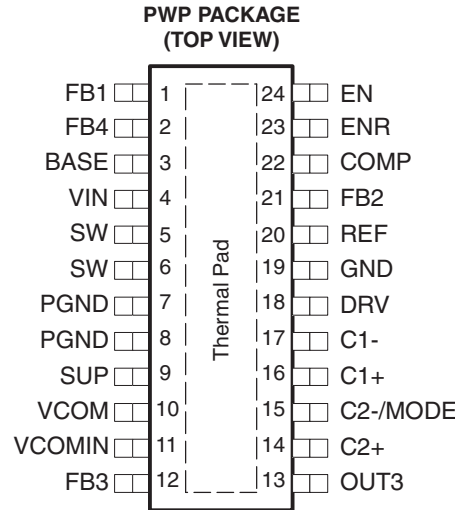 PWP PACKAGE
(TOP VIEW)
FB1 1 24 EN
FB4 2 23 ENR
BASE 3 22 COMP
VIN 4 21 FB2
SW 5 20 REF
SW 6 19 GND
PGND 7 18 DRV
PGND 8 17 C1-
SUP 9 16 C1+
VCOM 10 15 C2-/MODE
VCOMIN 11 14 C2+
FB3 12 13 OUT3
Thermal Pad